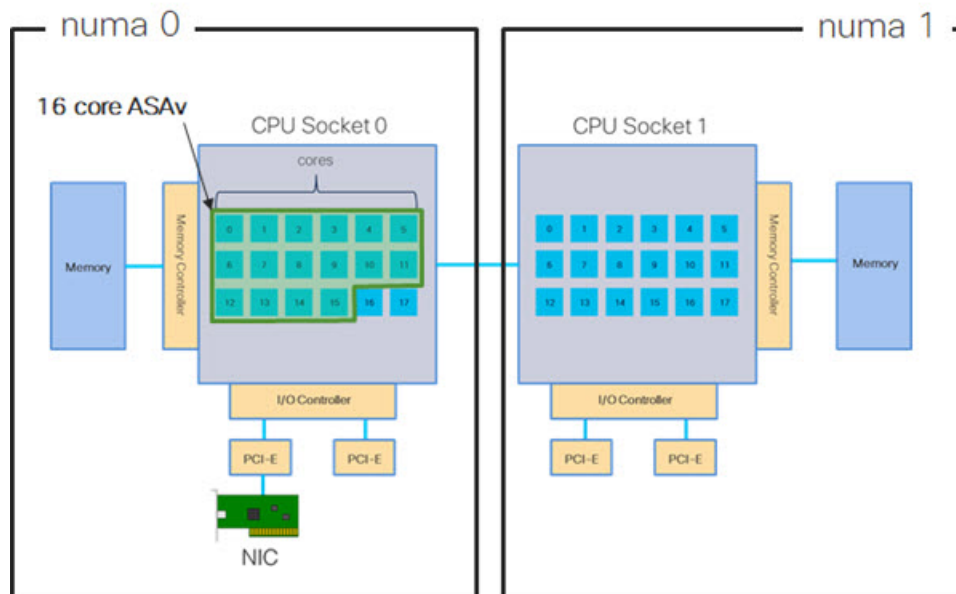 numa 0
numa 1
16 core ASAv
CPU Socket 0
CPU Socket 1
cores
0 1 2 3 4 5
6 7 8 9 10 11
12 13 14 15 16 17
Memory
Memory Controller
0 1 2 3 4 5
6 7 8 9 10 11
12 13 14 15 16 17
Memory Controller
Memory
I/O Controller
I/O Controller
PCI-E
PCI-E
PCI-E
PCI-E
NIC